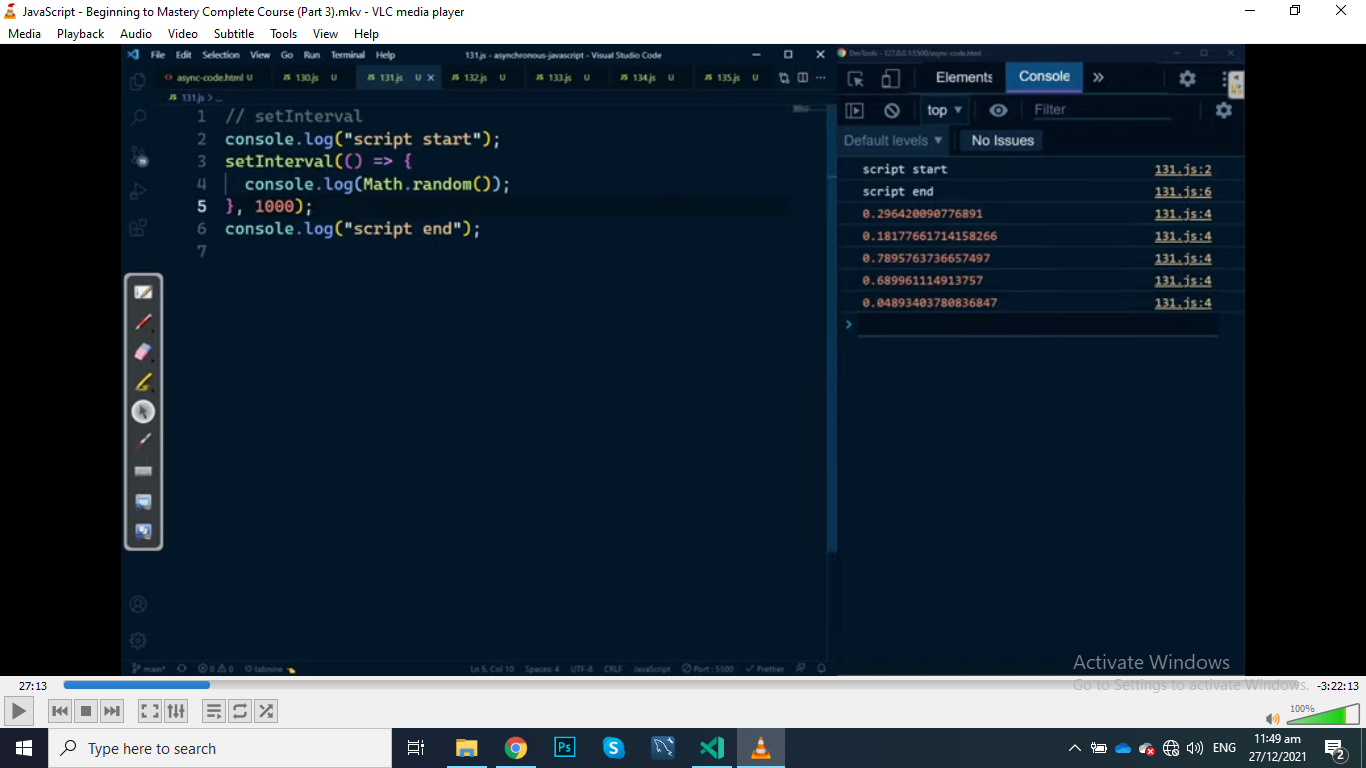 JavaScript - Beginning to Mastery Complete Course (Part 3).mkv - VLC media player
Media Playback Audio Video Subtitle Tools View Help
File Edit Selection View Go Run Terminal Help 131.js - asynchronous-javascript - Visual Studio Code
DevTools - 127.0.0.1:5500/async-code.html
async-code.html U JS 130.js U JS 131.js U JS 132.js U JS 133.js U JS 134.js U JS 135.js U
Elements Console
JS 131.js > ...
top Filter
Default levels No Issues
1 // setInterval
2 console.log("script start");
3 setInterval(() => {
4 console.log(Math.random());
5 }, 1000);
6 console.log("script end");
7
script start 131.js:2
script end 131.js:6
0.296420090776891 131.js:4
0.18177661714158266 131.js:4
0.7895763736657497 131.js:4
0.689961114913757 131.js:4
0.04893403780836847 131.js:4
main* 0 0 tabnine Ln 5, Col 10 Spaces: 4 UTF-8 CRLF JavaScript Port : 5500 Prettier
Activate Windows
Go to Settings to activate Windows.
27:13 -3:22:13
100%
Type here to search
Ps
ENG
11:49 am
27/12/2021
2